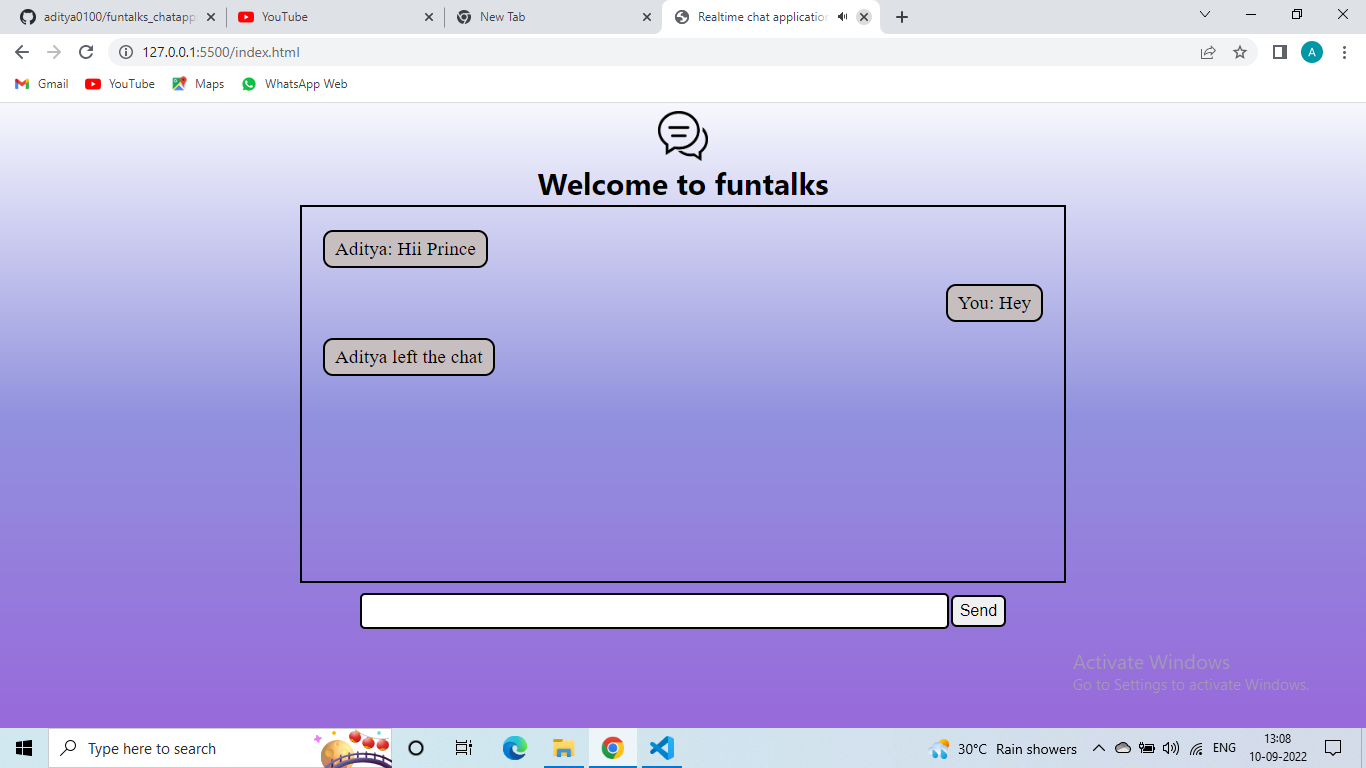 aditya0100/funtalks_chatapp
YouTube
New Tab
Realtime chat application
127.0.0.1:5500/index.html
A
Gmail
YouTube
Maps
WhatsApp Web
Welcome to funtalks
Aditya: Hii Prince
You: Hey
Aditya left the chat
Send
Activate Windows
Go to Settings to activate Windows.
Type here to search
30°C Rain showers
ENG
13:08
10-09-2022